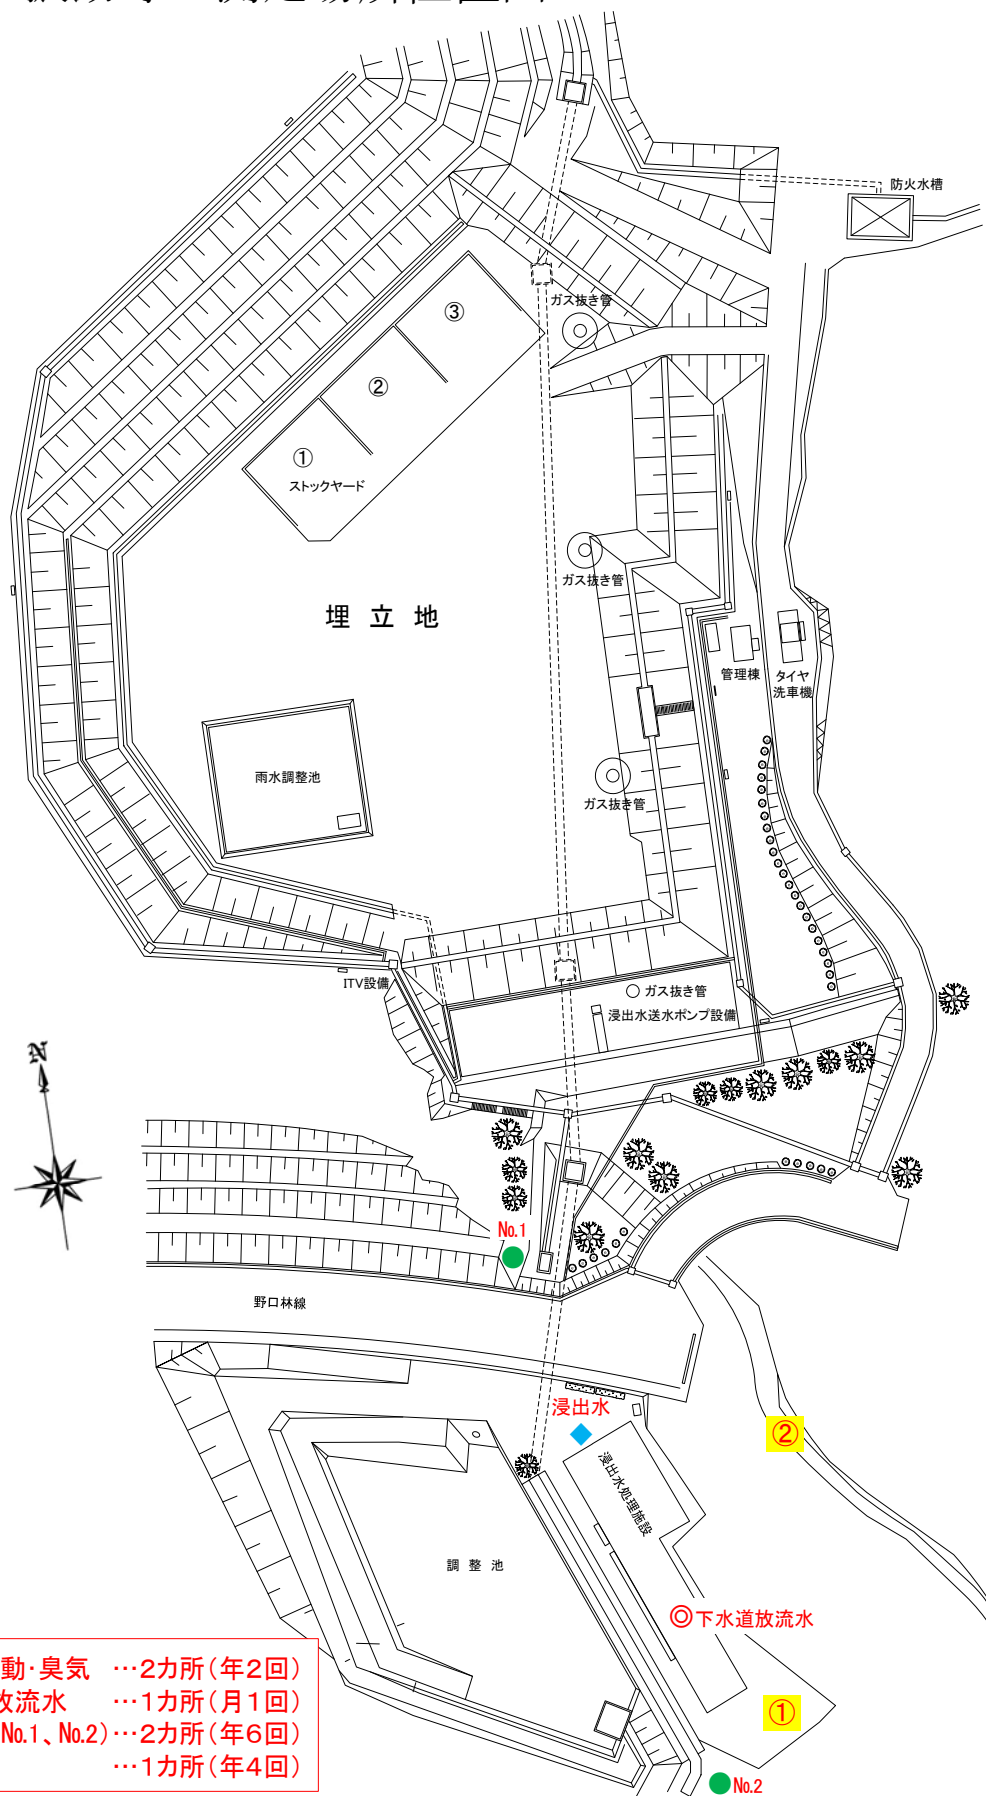 防火水槽
ガス抜き管
③
②
①
ストックヤード
ガス抜き管
埋 立 地
管理棟
タイヤ
洗車機
雨水調整池
ガス抜き管
ITV設備
ガス抜き管
浸出水送水ポンプ設備
N
No.1
野口林線
浸出水
②
浸出水処理施設
調 整 池
下水道放流水
①
動・臭気 …2カ所(年2回)
放流水 …1カ所(月1回)
No.1、No.2)…2カ所(年6回)
…1カ所(年4回)
No.2